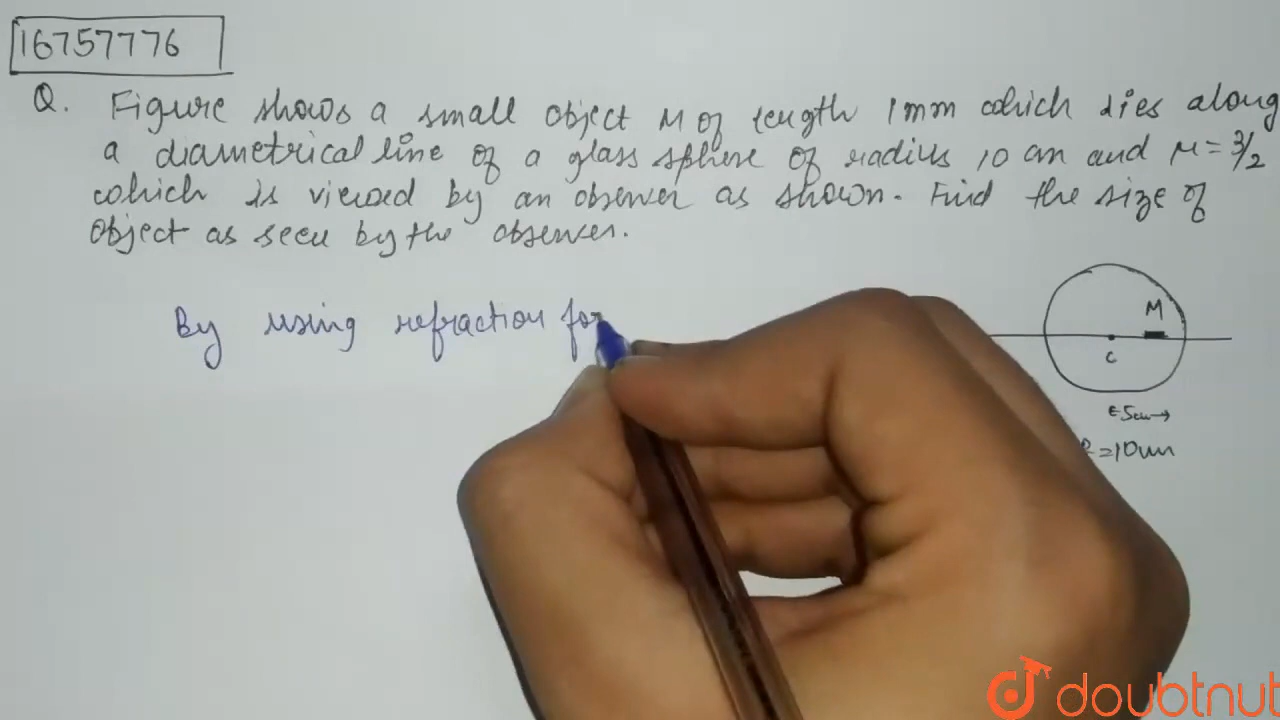 16757776
Q. Figure shows a small object M of length 1mm which lies along
a diametrical line of a glass sphere of radius 10 cm and μ = 3/2
which is viewed by an observer as shown. Find the size of
Object as seen by the observer.
By using refraction for
M
C
5cm
R=10cm
doubtnut